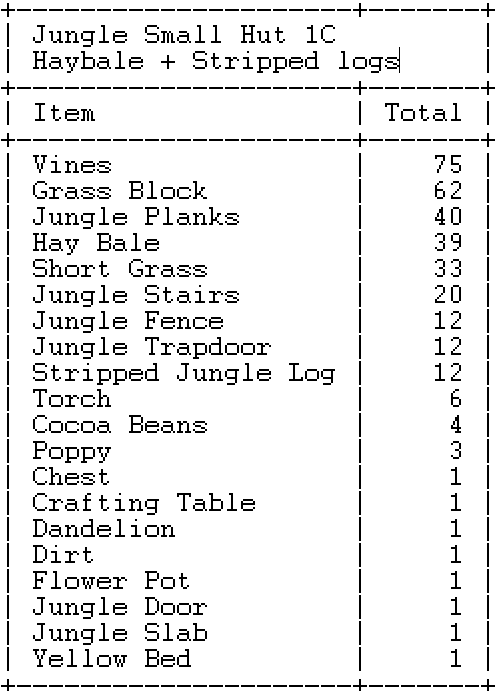 Jungle Small Hut 1C
Haybale + Stripped logs
Item Total
Vines 75
Grass Block 62
Jungle Planks 40
Hay Bale 39
Short Grass 33
Jungle Stairs 20
Jungle Fence 12
Jungle Trapdoor 12
Stripped Jungle Log 12
Torch 6
Cocoa Beans 4
Poppy 3
Chest 1
Crafting Table 1
Dandelion 1
Dirt 1
Flower Pot 1
Jungle Door 1
Jungle Slab 1
Yellow Bed 1